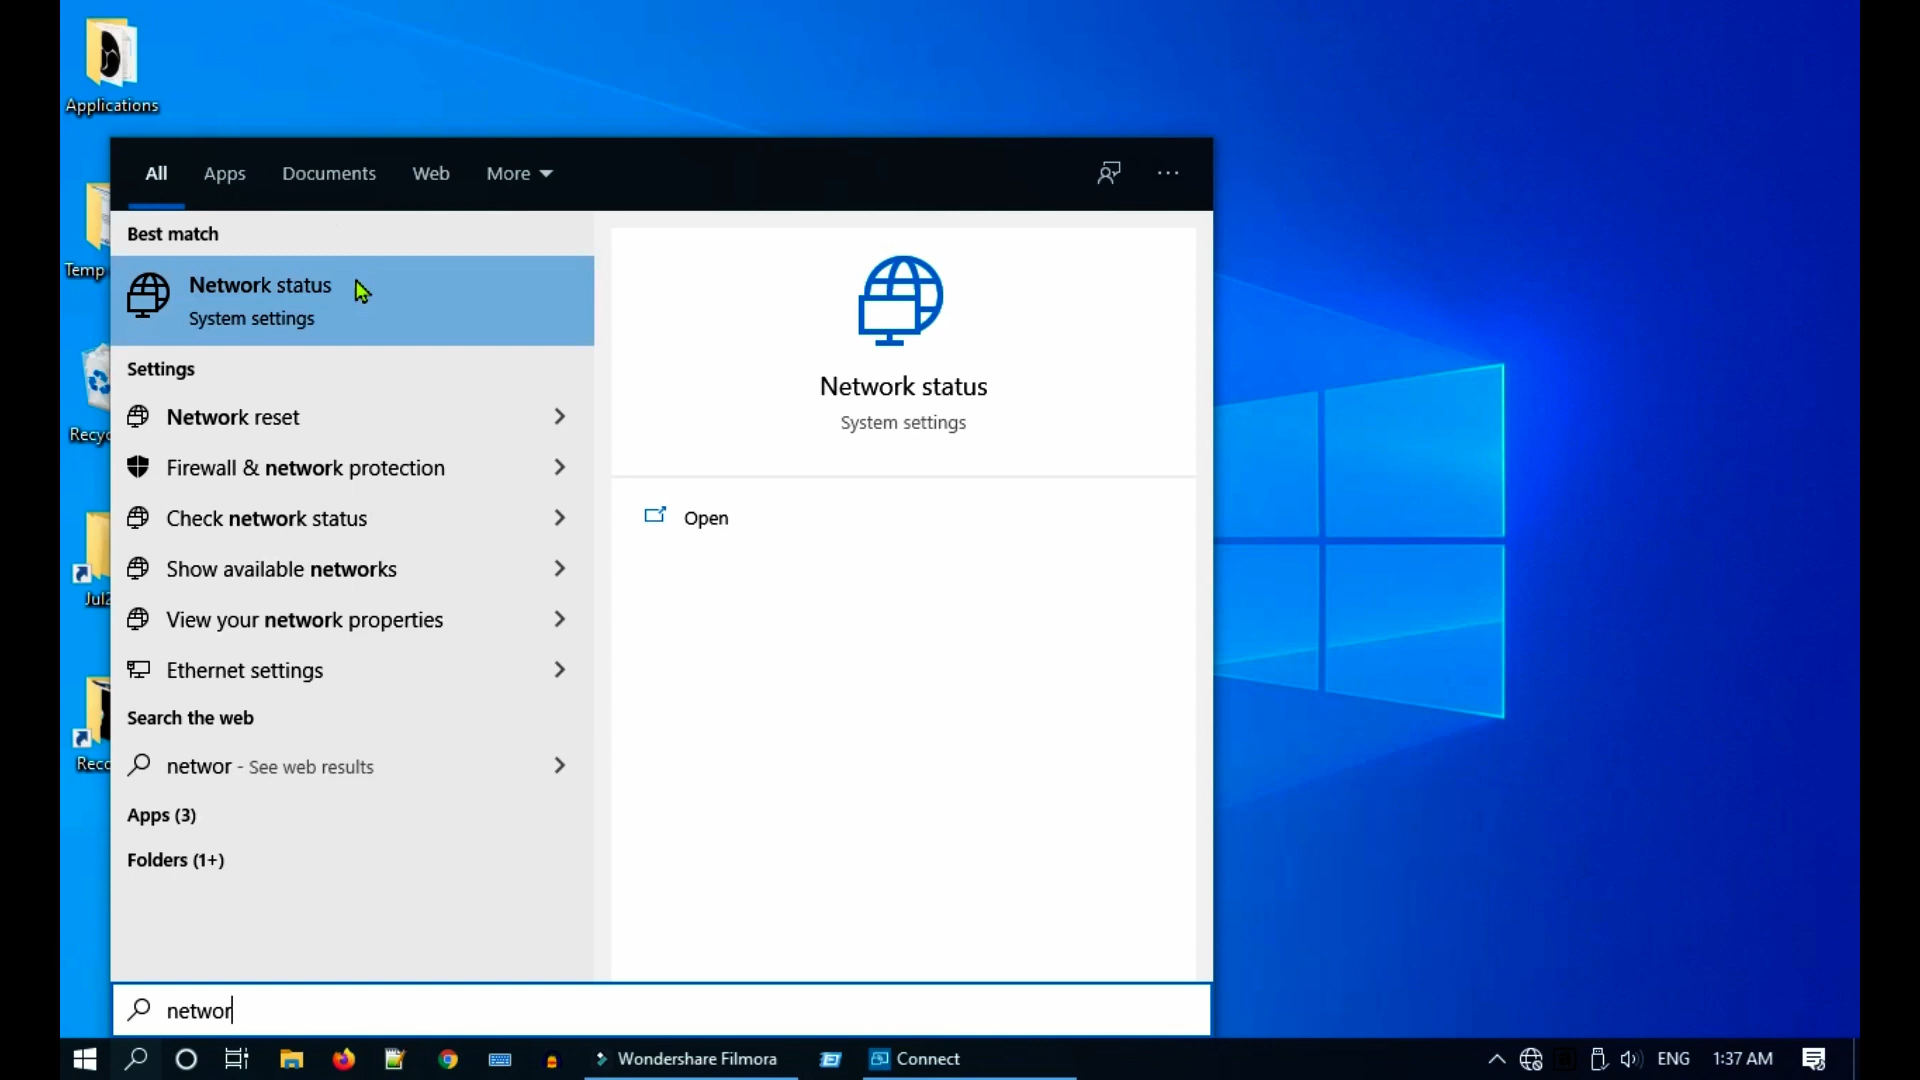 Applications
All Apps Documents Web More
Best match
Network status
System settings
Settings
Network reset
Firewall & network protection
Check network status
Show available networks
View your network properties
Ethernet settings
Search the web
networ - See web results
Apps (3)
Folders (1+)
Network status
System settings
Open
Temp
Recyc
Jul2
Reco
networ
Wondershare Filmora
Connect
ENG
1:37 AM